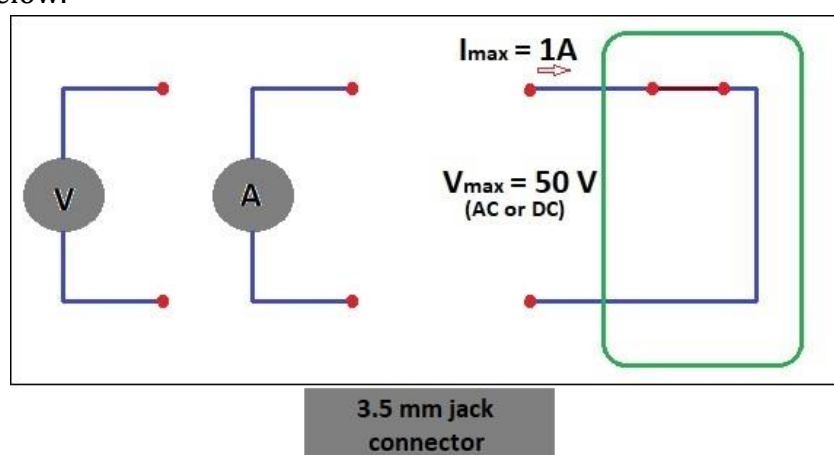 Imax = 1A
V
A
Vmax = 50 V
(AC or DC)
3.5 mm jack
connector